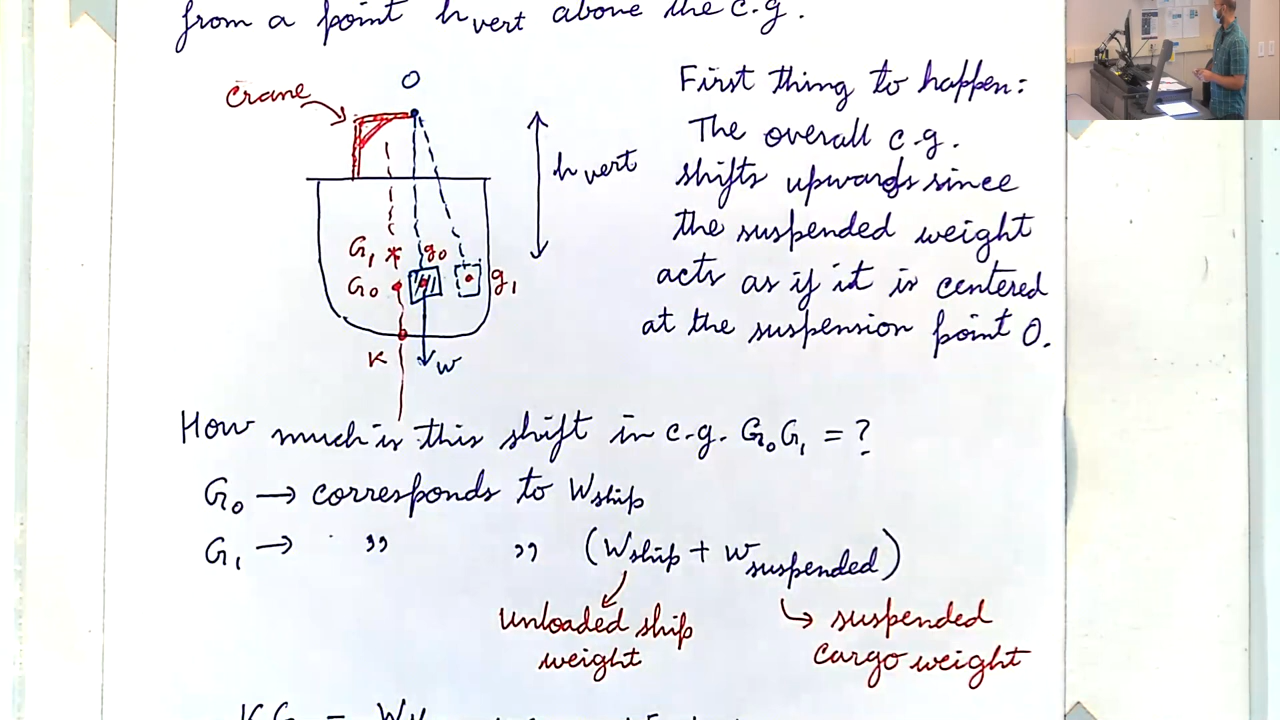 from a point h vert above the c.g.
O
crane
First thing to happen:
The overall c.g.
shifts upwards since
the suspended weight
acts as if it is centered
at the suspension point O.
h vert
G₁ g₀
G₀ g₁
K W
How much is this shift in c.g. G₀G₁ = ?
G₀ → corresponds to Wship
G₁ → " " (Wship + Wsuspended)
Unloaded ship
weight
↳ suspended
cargo weight